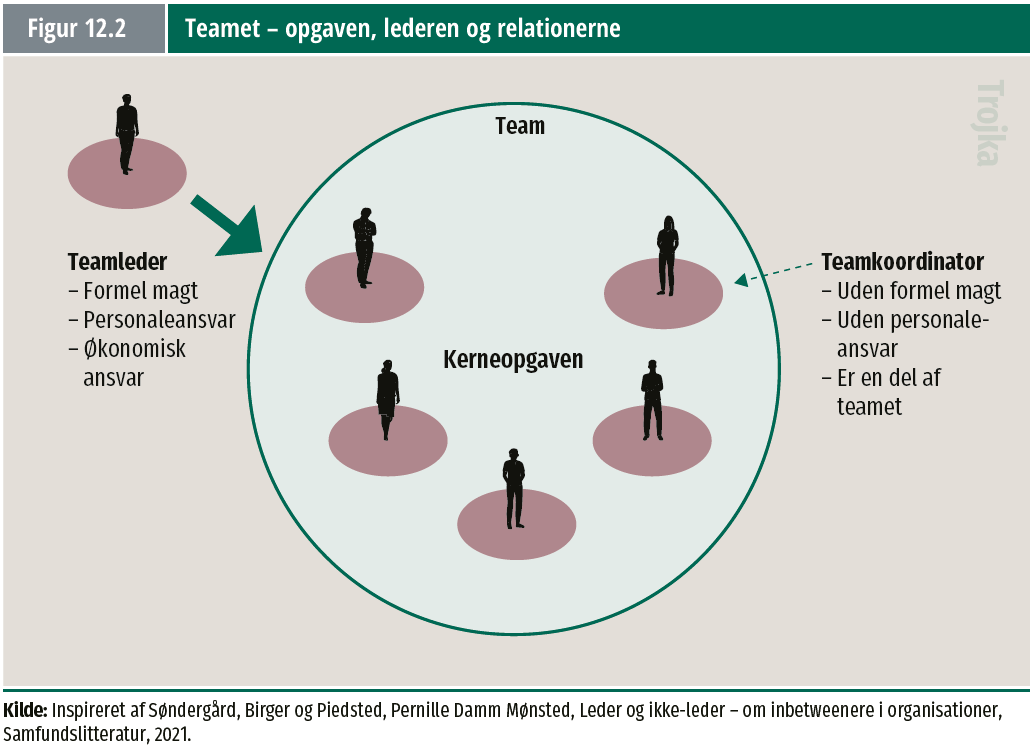 Figur 12.2
Teamet – opgaven, lederen og relationerne
Trojka
Team
Teamleder
– Formel magt
– Personaleansvar
– Økonomisk
ansvar
Kerneopgaven
Teamkoordinator
– Uden formel magt
– Uden personale-
ansvar
– Er en del af
teamet
Kilde: Inspireret af Søndergård, Birger og Piedsted, Pernille Damm Mønsted, Leder og ikke-leder – om inbetweenere i organisationer,
Samfundslitteratur, 2021.